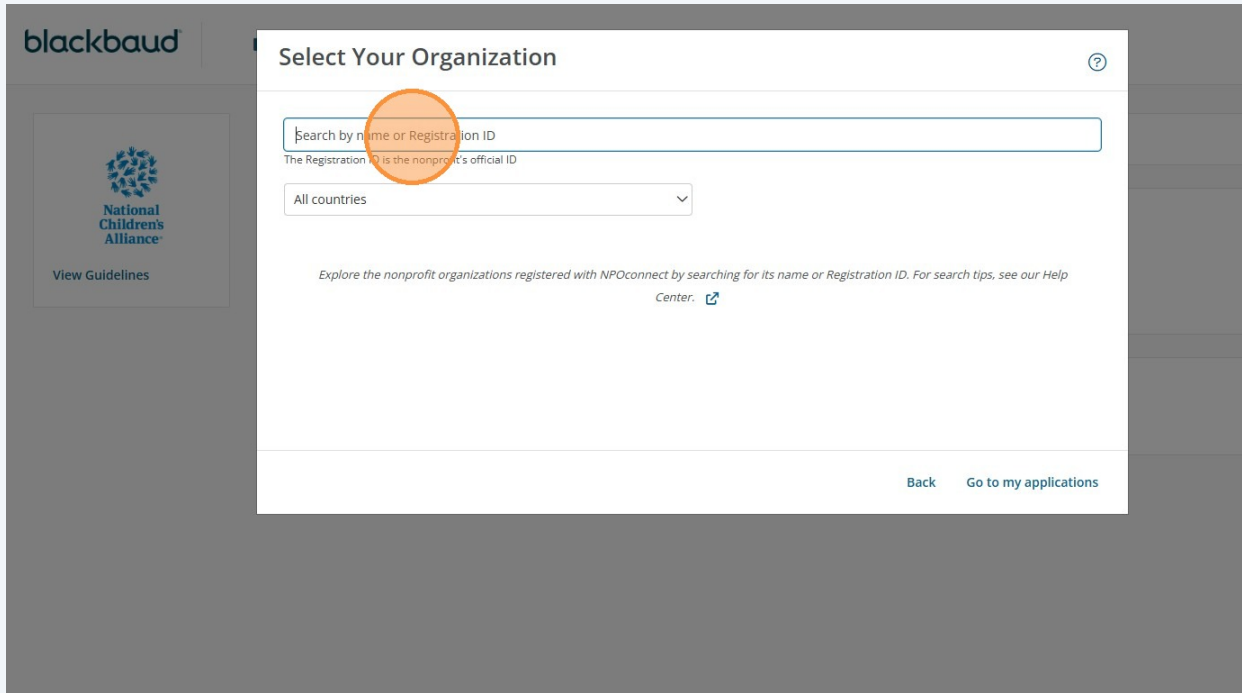 blackbaud
Select Your Organization
?
Search by name or Registration ID
The Registration ID is the nonprofit's official ID
All countries
National
Children's
Alliance
View Guidelines
Explore the nonprofit organizations registered with NPOconnect by searching for its name or Registration ID. For search tips, see our Help
Center.
Back Go to my applications